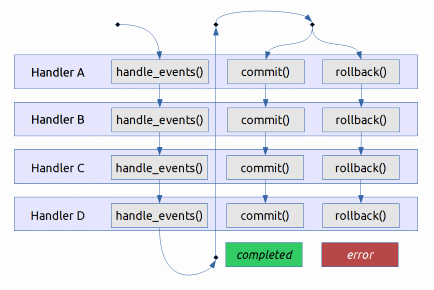 Handler A handle_events() commit() rollback()
Handler B handle_events() commit() rollback()
Handler C handle_events() commit() rollback()
Handler D handle_events() commit() rollback()
completed error